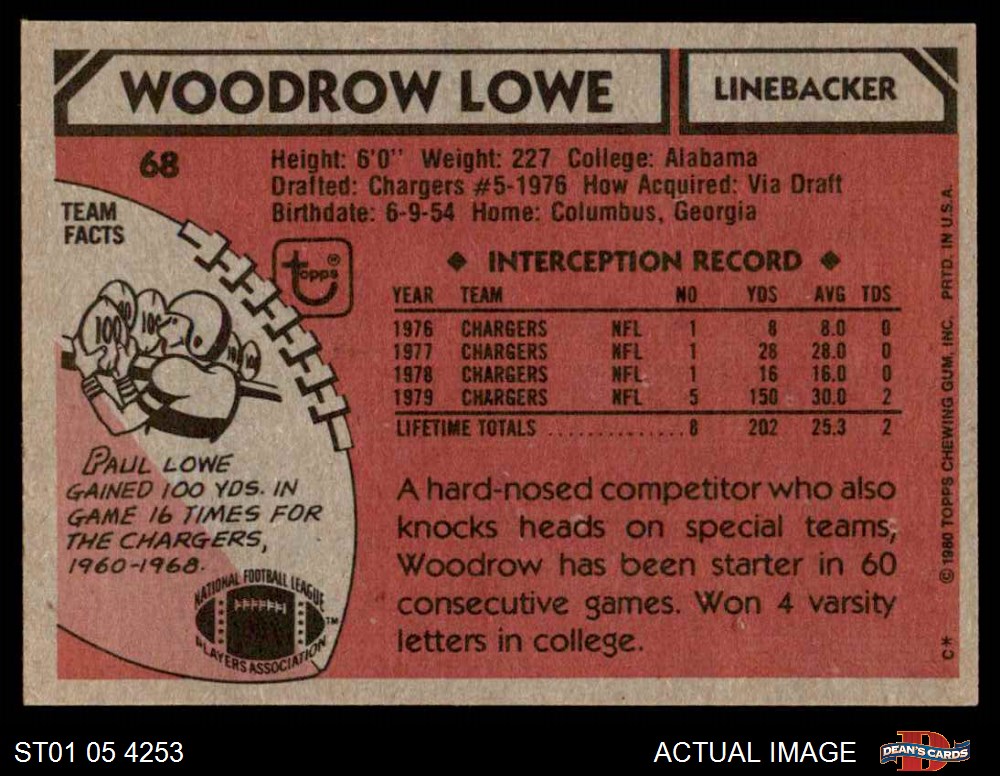 WOODROW LOWE
LINEBACKER
68
Height: 6'0" Weight: 227 College: Alabama
Drafted: Chargers #5-1976 How Acquired: Via Draft
Birthdate: 6-9-54 Home: Columbus, Georgia
TEAM
FACTS
topps®
100
100
10
10
PAUL LOWE
GAINED 100 YDS. IN
GAME 16 TIMES FOR
THE CHARGERS,
1960-1968.
NATIONAL FOOTBALL LEAGUE
PLAYERS ASSOCIATION
TM
◆ INTERCEPTION RECORD ◆
YEAR TEAM NO YDS AVG TDS
1976 CHARGERS NFL 1 8 8.0 0
1977 CHARGERS NFL 1 28 28.0 0
1978 CHARGERS NFL 1 16 16.0 0
1979 CHARGERS NFL 5 150 30.0 2
LIFETIME TOTALS ............ 8 202 25.3 2
A hard-nosed competitor who also
knocks heads on special teams,
Woodrow has been starter in 60
consecutive games. Won 4 varsity
letters in college.
C* © 1980 TOPPS CHEWING GUM, INC. PRTD. IN U.S.A.
ST01 05 4253
ACTUAL IMAGE
D
DEAN'S CARDS